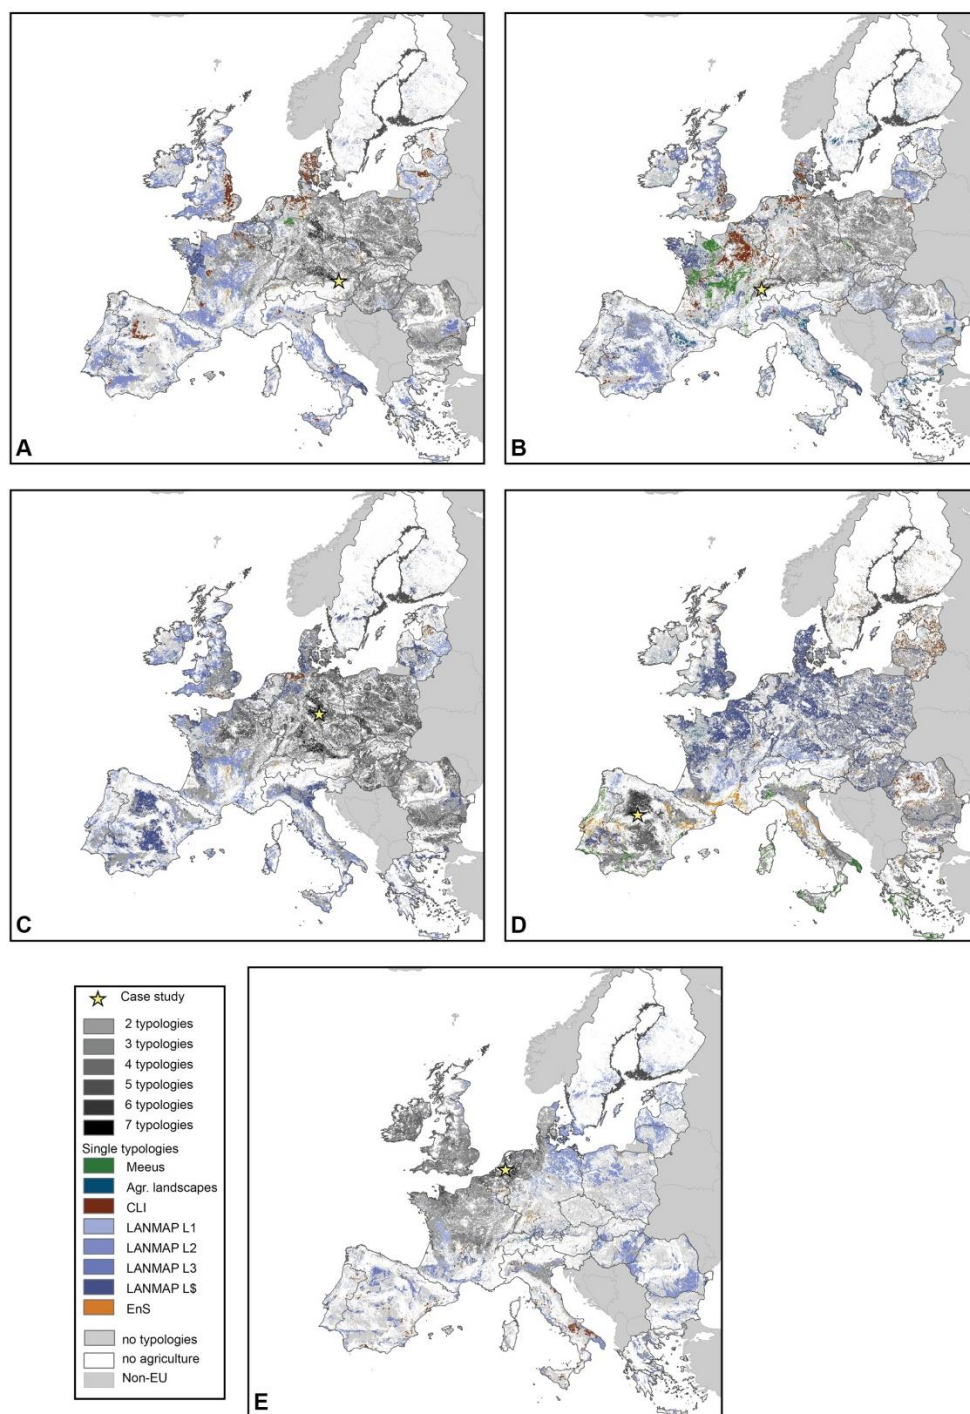 A
B
C
D
Case study
2 typologies
3 typologies
4 typologies
5 typologies
6 typologies
7 typologies
Single typologies
Meeus
Agr. landscapes
CLI
LANMAP L1
LANMAP L2
LANMAP L3
LANMAP L$
EnS
no typologies
no agriculture
Non-EU
E